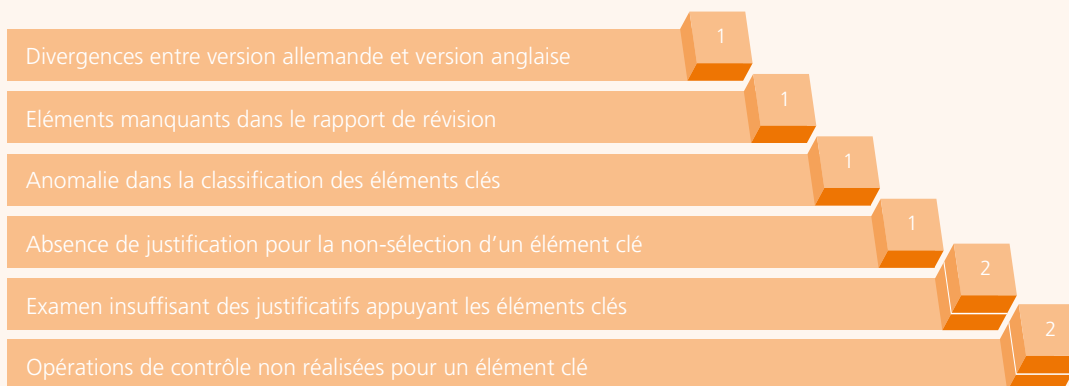 Divergences entre version allemande et version anglaise 1
Eléments manquants dans le rapport de révision 1
Anomalie dans la classification des éléments clés 1
Absence de justification pour la non-sélection d’un élément clé 1
Examen insuffisant des justificatifs appuyant les éléments clés 2
Opérations de contrôle non réalisées pour un élément clé 2